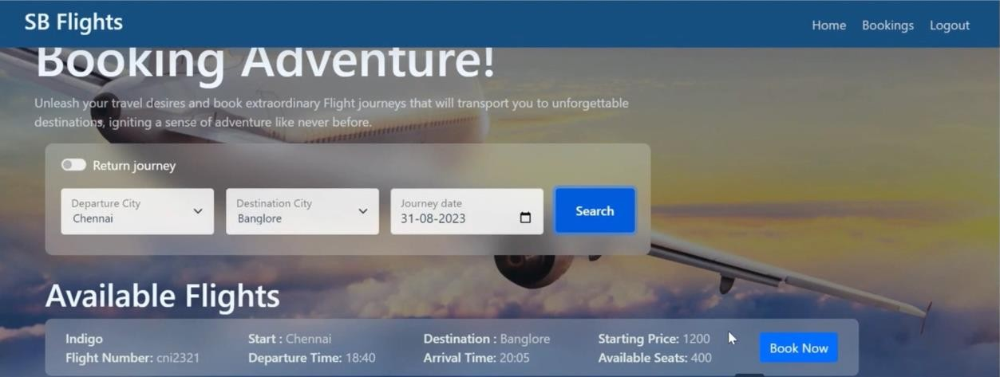 SB Flights
Home Bookings Logout
Booking Adventure!
Unleash your travel desires and book extraordinary Flight journeys that will transport you to unforgettable
destinations, igniting a sense of adventure like never before.
Return journey
Departure City Destination City Journey date
Chennai Banglore 31-08-2023 Search
Available Flights
Indigo Start : Chennai Destination : Banglore Starting Price: 1200
Flight Number: cni2321 Departure Time: 18:40 Arrival Time: 20:05 Available Seats: 400
Book Now